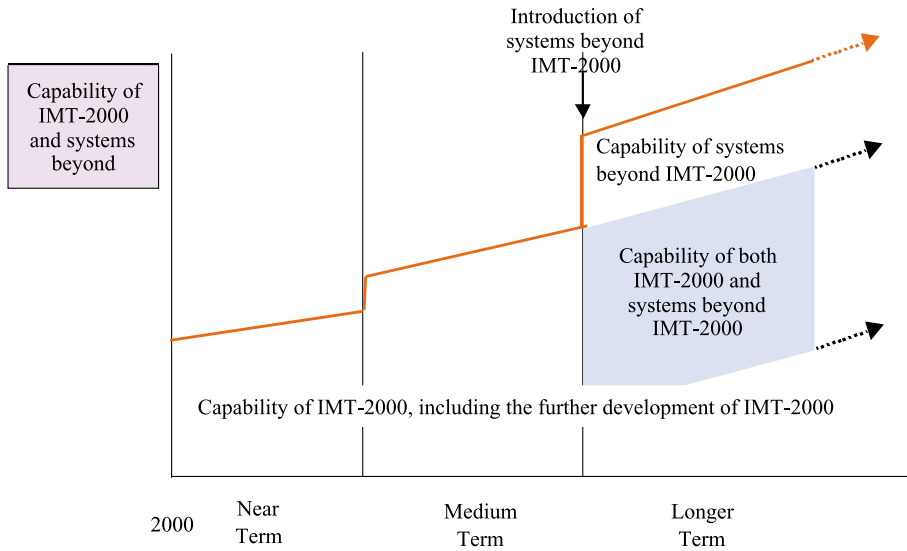 Introduction of
systems beyond
IMT-2000
Capability of
IMT-2000
and systems
beyond
Capability of systems
beyond IMT-2000
Capability of both
IMT-2000 and
systems beyond
IMT-2000
Capability of IMT-2000, including the further development of IMT-2000
2000
Near
Term
Medium
Term
Longer
Term